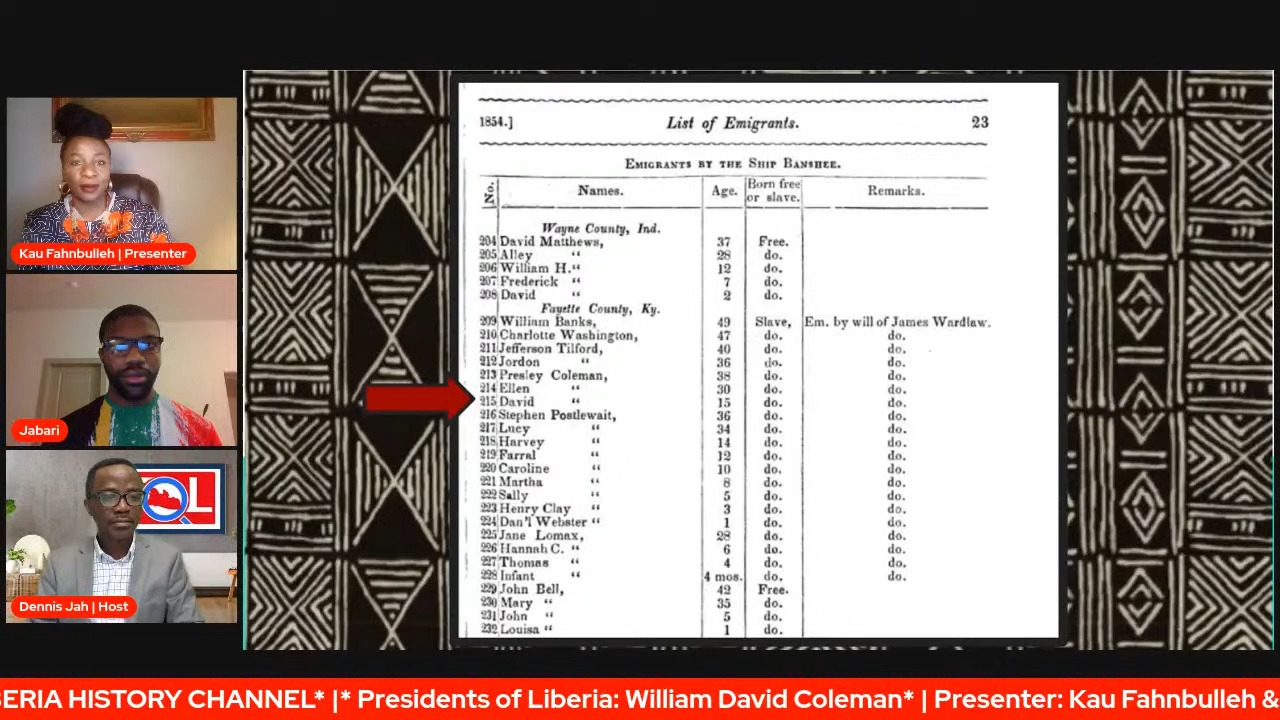 Kau Fahnbulleh | Presenter
Jabari
OL
Dennis Jah | Host
1854.] List of Emigrants. 23
EMIGRANTS BY THE SHIP BANSHEE.
No. Names. Age. Born free or slave. Remarks.
Wayne County, Ind.
204 David Matthews, 37 Free.
205 Alley “ 28 do.
206 William H. “ 12 do.
207 Frederick “ 7 do.
208 David “ 2 do.
Fayette County, Ky.
209 William Banks, 49 Slave, Em. by will of James Wardlaw.
210 Charlotte Washington, 47 do. do.
211 Jefferson Tilford, 40 do. do.
212 Jordon “ 36 do. do.
213 Presley Coleman, 38 do. do.
214 Ellen “ 30 do. do.
215 David “ 15 do. do.
216 Stephen Postlewait, 36 do. do.
217 Lucy “ 34 do. do.
218 Harvey “ 14 do. do.
219 Farral “ 12 do. do.
220 Caroline “ 10 do. do.
221 Martha “ 8 do. do.
222 Sally “ 5 do. do.
223 Henry Clay “ 3 do. do.
224 Dan'l Webster “ 1 do. do.
225 Jane Lomax, 28 do. do.
226 Hannah C. “ 6 do. do.
227 Thomas “ 4 do. do.
228 Infant “ 4 mos. do. do.
229 John Bell, 42 Free.
230 Mary “ 35 do.
231 John “ 5 do.
232 Louisa “ 1 do.
BERIA HISTORY CHANNEL* |* Presidents of Liberia: William David Coleman* | Presenter: Kau Fahnbulleh &